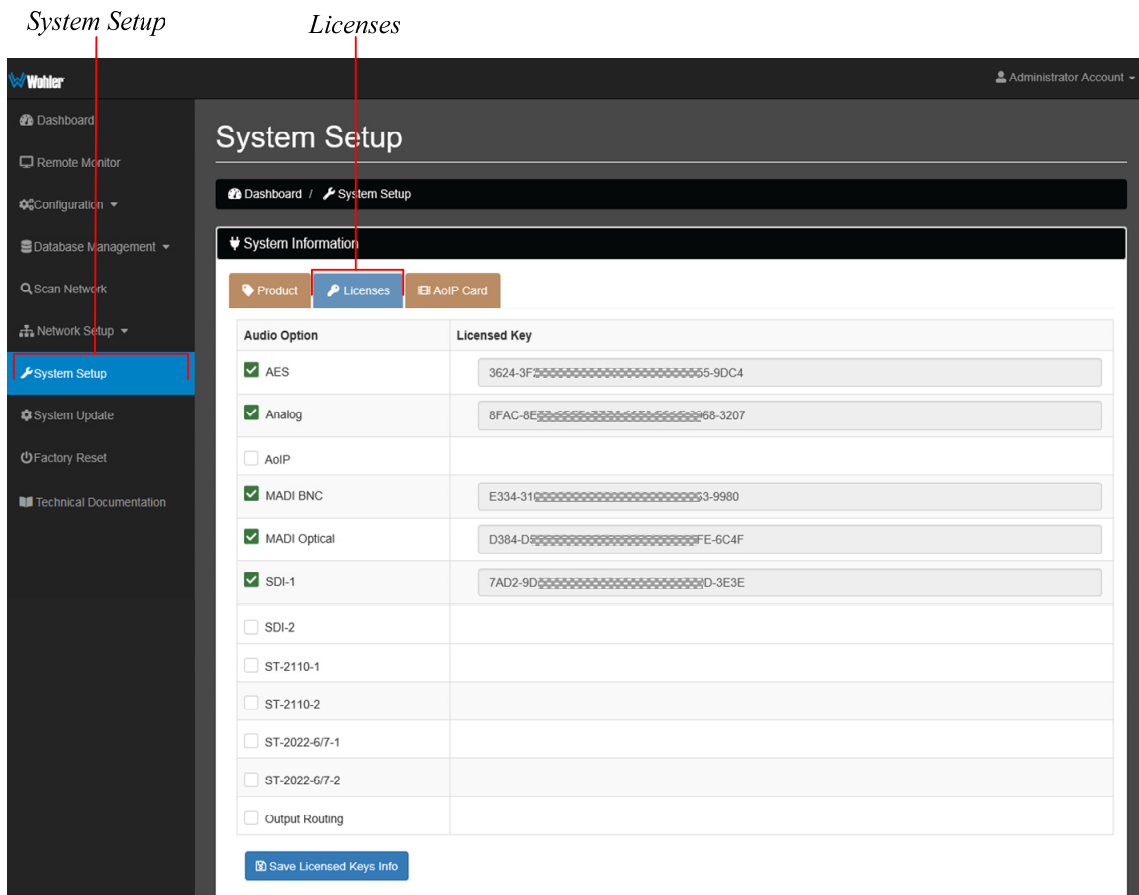 System Setup
Licenses
Wohler
Administrator Account
Dashboard
Remote Monitor
Configuration
Database Management
Scan Network
Network Setup
System Setup
System Update
Factory Reset
Technical Documentation
System Setup
Dashboard / System Setup
System Information
Product Licenses AoIP Card
Audio Option Licensed Key
AES
Analog
AoIP
MADI BNC
MADI Optical
SDI-1
SDI-2
ST-2110-1
ST-2110-2
ST-2022-6/7-1
ST-2022-6/7-2
Output Routing
Save Licensed Keys Info